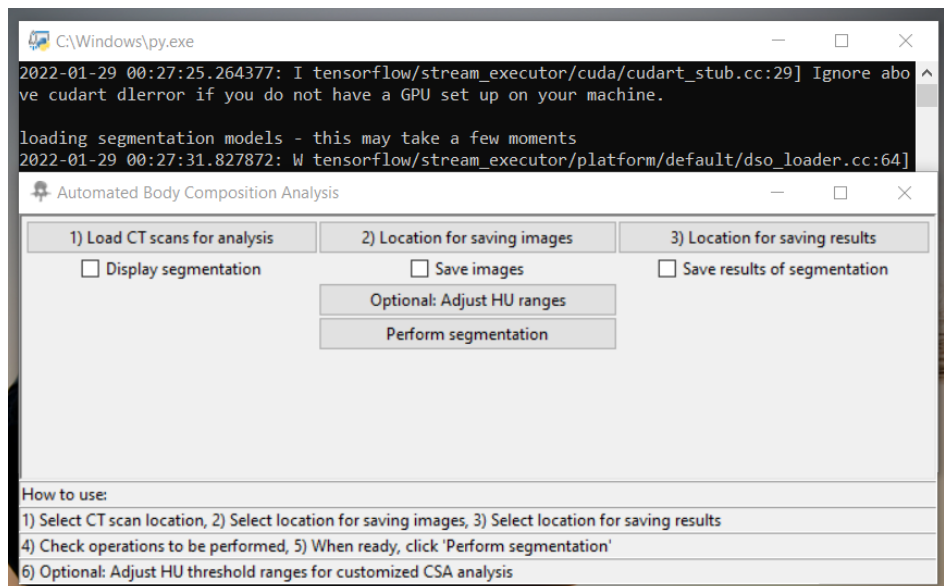 C:\Windows\py.exe
2022-01-29 00:27:25.264377: I tensorflow/stream_executor/cuda/cudart_stub.cc:29] Ignore abo
ve cudart dlerror if you do not have a GPU set up on your machine.
loading segmentation models - this may take a few moments
2022-01-29 00:27:31.827872: W tensorflow/stream_executor/platform/default/dso_loader.cc:64]
Automated Body Composition Analysis
1) Load CT scans for analysis 2) Location for saving images 3) Location for saving results
Display segmentation Save images Save results of segmentation
Optional: Adjust HU ranges
Perform segmentation
How to use:
1) Select CT scan location, 2) Select location for saving images, 3) Select location for saving results
4) Check operations to be performed, 5) When ready, click 'Perform segmentation'
6) Optional: Adjust HU threshold ranges for customized CSA analysis